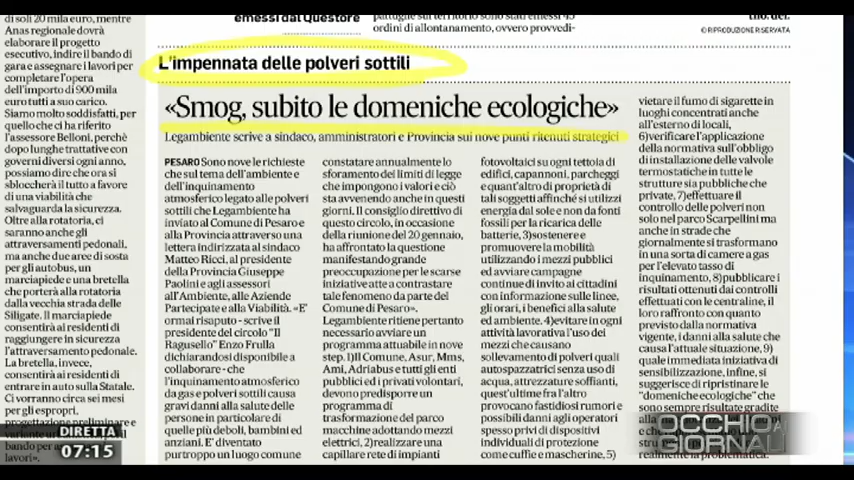 di soli 20 mila euro, mentre
Anas regionale dovrà
elaborare il progetto
esecutivo, indire il bando di
gara e assegnare i lavori per
completare l'opera
dell'importo di 900 mila
euro tutti a suo carico.
Siamo molto soddisfatti, per
quello che ci ha riferito
l'assessore Belloni, perchè
dopo lunghe trattative con
governi diversi ogni anno,
possiamo dire che ora si
sbloccherà il tutto a favore
di una viabilità che
salvaguarda la sicurezza.
Oltre alla rotatoria, ci
saranno anche gli
attraversamenti pedonali,
ma anche due aree di sosta
per gli autobus, un
marciapiede e una bretella
che porterà alla rotatoria
dalla vecchia strada delle
Siligate. Il marciapiede
consentirà ai residenti di
raggiungere in sicurezza
l'attraversamento pedonale.
La bretella, invece,
consentirà ai residenti di
entrare in auto sulla Statale.
Ci vorranno circa sei mesi
per gli espropri,
progettazione preliminare e
emessi dal Questore
ordini di allontanamento, ovvero provvedi-
© RIPRODUZIONE RISERVATA
L'impennata delle polveri sottili
«Smog, subito le domeniche ecologiche»
Legambiente scrive a sindaco, amministratori e Provincia sui nove punti ritenuti strategici
PESARO Sono nove le richieste
che sul tema dell'ambiente e
dell'inquinamento
atmosferico legato alle polveri
sottili che Legambiente ha
inviato al Comune di Pesaro e
alla Provincia attraverso una
lettera indirizzata al sindaco
Matteo Ricci, al presidente
della Provincia Giuseppe
Paolini e agli assessori
all'Ambiente, alle Aziende
Partecipate e alla Viabilità. «E'
ormai risaputo - scrive il
presidente del circolo "Il
Ragusello" Enzo Frulla
dichiarandosi disponibile a
collaborare - che
l'inquinamento atmosferico
da gas e polveri sottili causa
gravi danni alla salute delle
persone in particolare di
quelle più deboli, bambini ed
anziani. E' diventato
purtroppo un luogo comune
constatare annualmente lo
sforamento dei limiti di legge
che impongono i valori e ciò
sta avvenendo anche in questi
giorni. Il consiglio direttivo di
questo circolo, in occasione
della riunione del 20 gennaio,
ha affrontato la questione
manifestando grande
preoccupazione per le scarse
iniziative atte a contrastare
tale fenomeno da parte del
Comune di Pesaro».
Legambiente ritiene pertanto
necessario avviare un
programma attuabile in nove
step. 1)Il Comune, Asur, Mms,
Ami, Adriabus e tutti gli enti
pubblici ed i privati volontari,
devono predisporre un
programma di
trasformazione del parco
macchine adottando mezzi
elettrici, 2)realizzare una
capillare rete di impianti
fotovoltaici su ogni tettoia di
edifici, capannoni, parcheggi
e quant'altro di proprietà di
tali soggetti affinché si utilizzi
energia dal sole e non da fonti
fossili per la ricarica delle
batterie, 3)sostenere e
promuovere la mobilità
utilizzando i mezzi pubblici
ed avviare campagne
continue di invito ai cittadini
con informazione sulle linee,
gli orari, i benefici alla salute
ed ambiente. 4)evitare in ogni
attività lavorativa l'uso dei
mezzi che causano
sollevamento di polveri quali
autospazzatrici senza uso di
acqua, attrezzature soffianti,
quest'ultime fra l'altro
provocano fastidiosi rumori e
possibili danni agli operatori
spesso privi di dispositivi
individuali di protezione
come cuffie e mascherine, 5)
vietare il fumo di sigarette in
luoghi concentrati anche
all'esterno di locali,
6)verificare l'applicazione
della normativa sull'obbligo
di installazione delle valvole
termostatiche in tutte le
strutture sia pubbliche che
private, 7)effettuare il
controllo delle polveri non
solo nel parco Scarpellini ma
anche in strade che
giornalmente si trasformano
in una sorta di camere a gas
per l'elevato tasso di
inquinamento, 8)pubblicare i
risultati ottenuti dai controlli
effettuati con le centraline, il
loro raffronto con quanto
previsto dalla normativa
vigente, i danni alla salute che
causa l'attuale situazione, 9)
quale immediata iniziativa di
sensibilizzazione, infine, si
suggerisce di ripristinare le
"domeniche ecologiche" che
sono sempre risultate gradite
DIRETTA
07:15
OCCHIO AI
GIORNALI